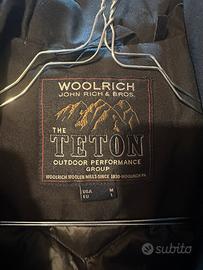 WOOLRICH
JOHN RICH & BROS.
THE
TETON
OUTDOOR PERFORMANCE
GROUP
WOOLRICH WOOLEN MILLS SINCE 1830 WOOLRICH PA.
USA M
EU L
subito